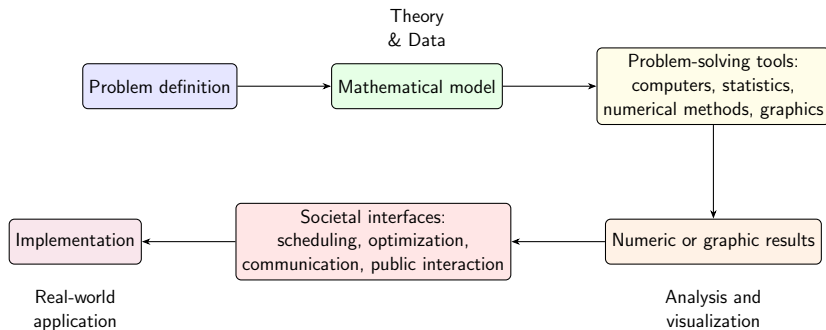 Theory
& Data
Problem definition
Mathematical model
Problem-solving tools:
computers, statistics,
numerical methods, graphics
Implementation
Societal interfaces:
scheduling, optimization,
communication, public interaction
Numeric or graphic results
Real-world
application
Analysis and
visualization